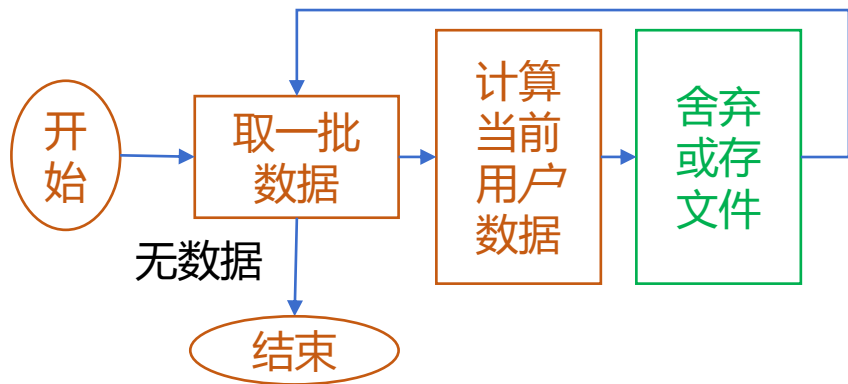 开
始
取一批
数据
计算
当前
用户
数据
舍弃
或存
文件
无数据
结束